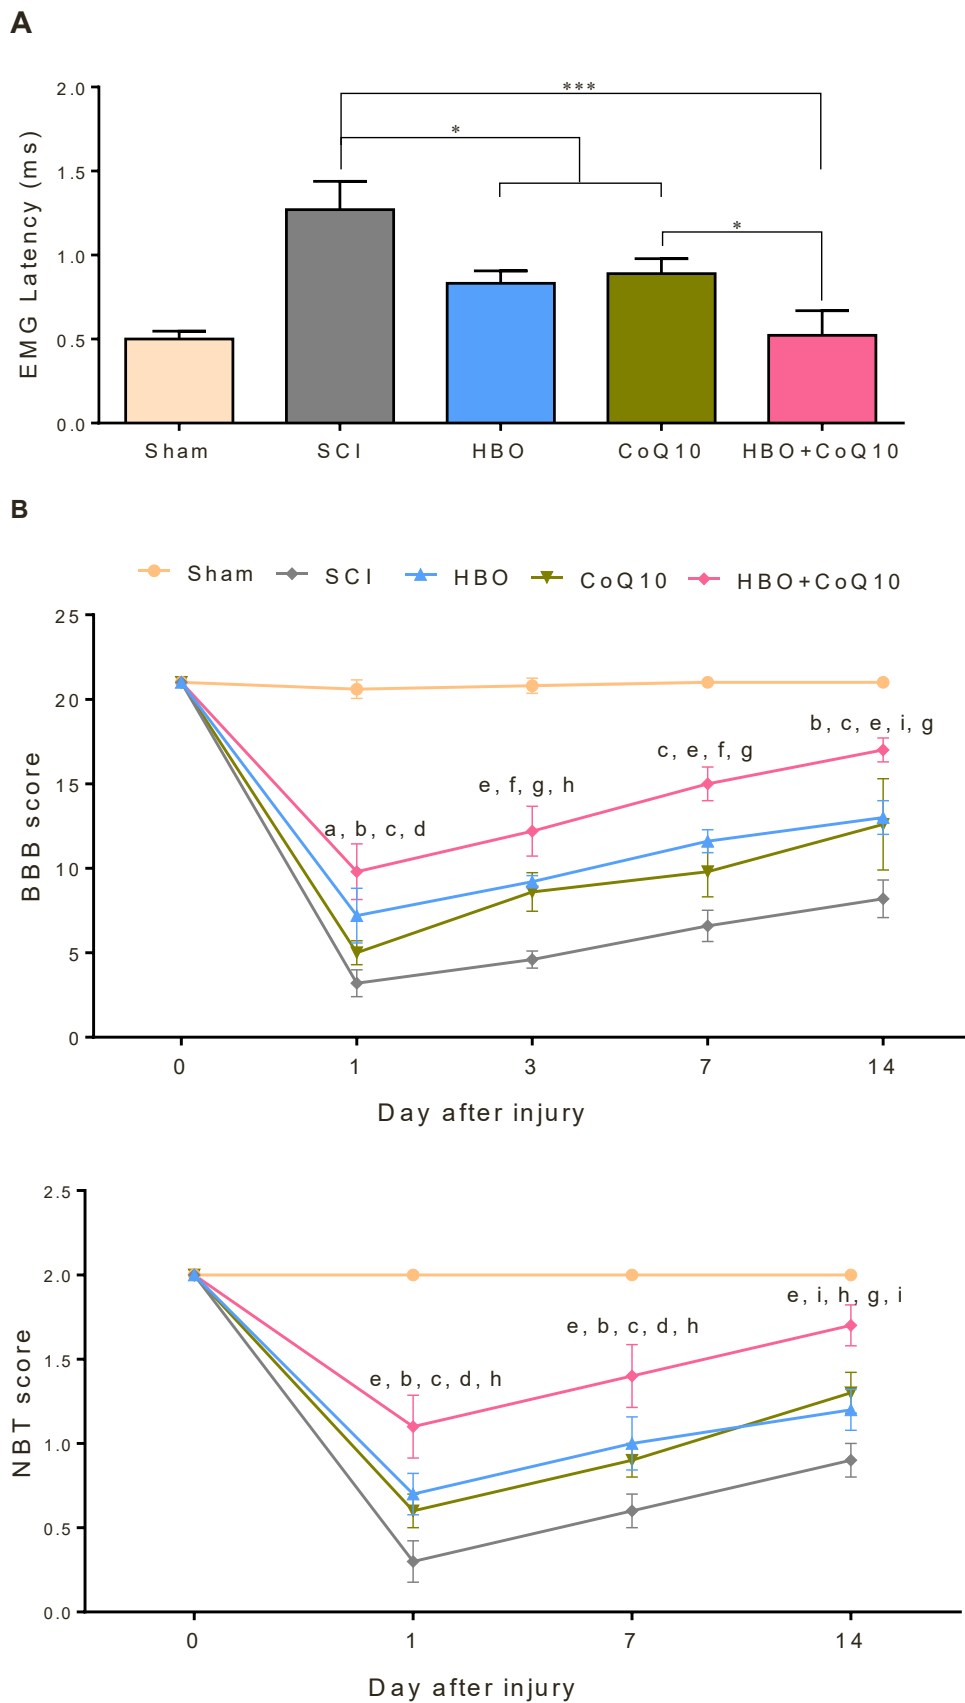 A
EMG Latency (ms)
2.0
1.5
1.0
0.5
0.0
***
*
*
Sham SCI HBO CoQ10 HBO+CoQ10
B
Sham SCI HBO CoQ10 HBO+CoQ10
BBB score
25
20
15
10
5
0
a, b, c, d
e, f, g, h
c, e, f, g
b, c, e, i, g
0 1 3 7 14
Day after injury
NBT score
2.5
2.0
1.5
1.0
0.5
0.0
e, b, c, d, h
e, b, c, d, h
e, i, h, g, i
0 1 7 14
Day after injury